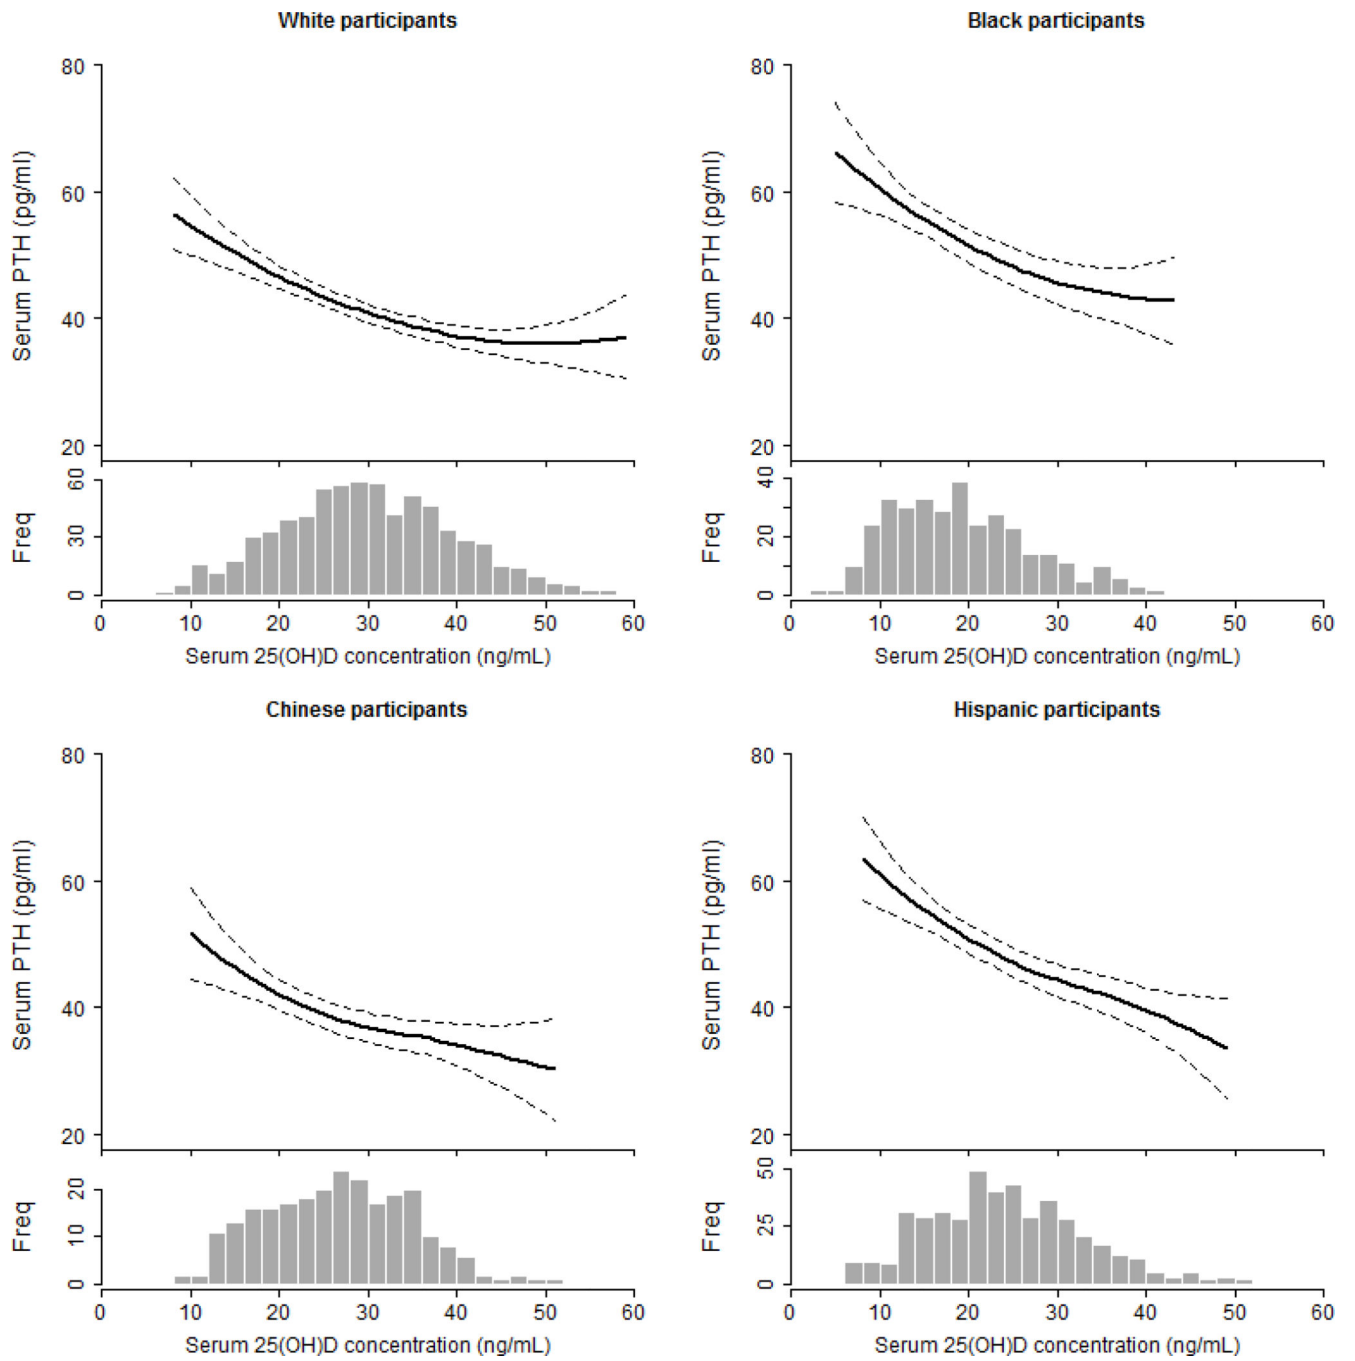 White participants
Serum PTH (pg/ml)
80
60
40
20
Freq
60
30
0
0 10 20 30 40 50 60
Serum 25(OH)D concentration (ng/mL)
Black participants
Serum PTH (pg/ml)
80
60
40
20
Freq
40
20
0
0 10 20 30 40 50 60
Serum 25(OH)D concentration (ng/mL)
Chinese participants
Serum PTH (pg/ml)
80
60
40
20
Freq
20
10
0
0 10 20 30 40 50 60
Serum 25(OH)D concentration (ng/mL)
Hispanic participants
Serum PTH (pg/ml)
80
60
40
20
Freq
50
25
0
0 10 20 30 40 50 60
Serum 25(OH)D concentration (ng/mL)